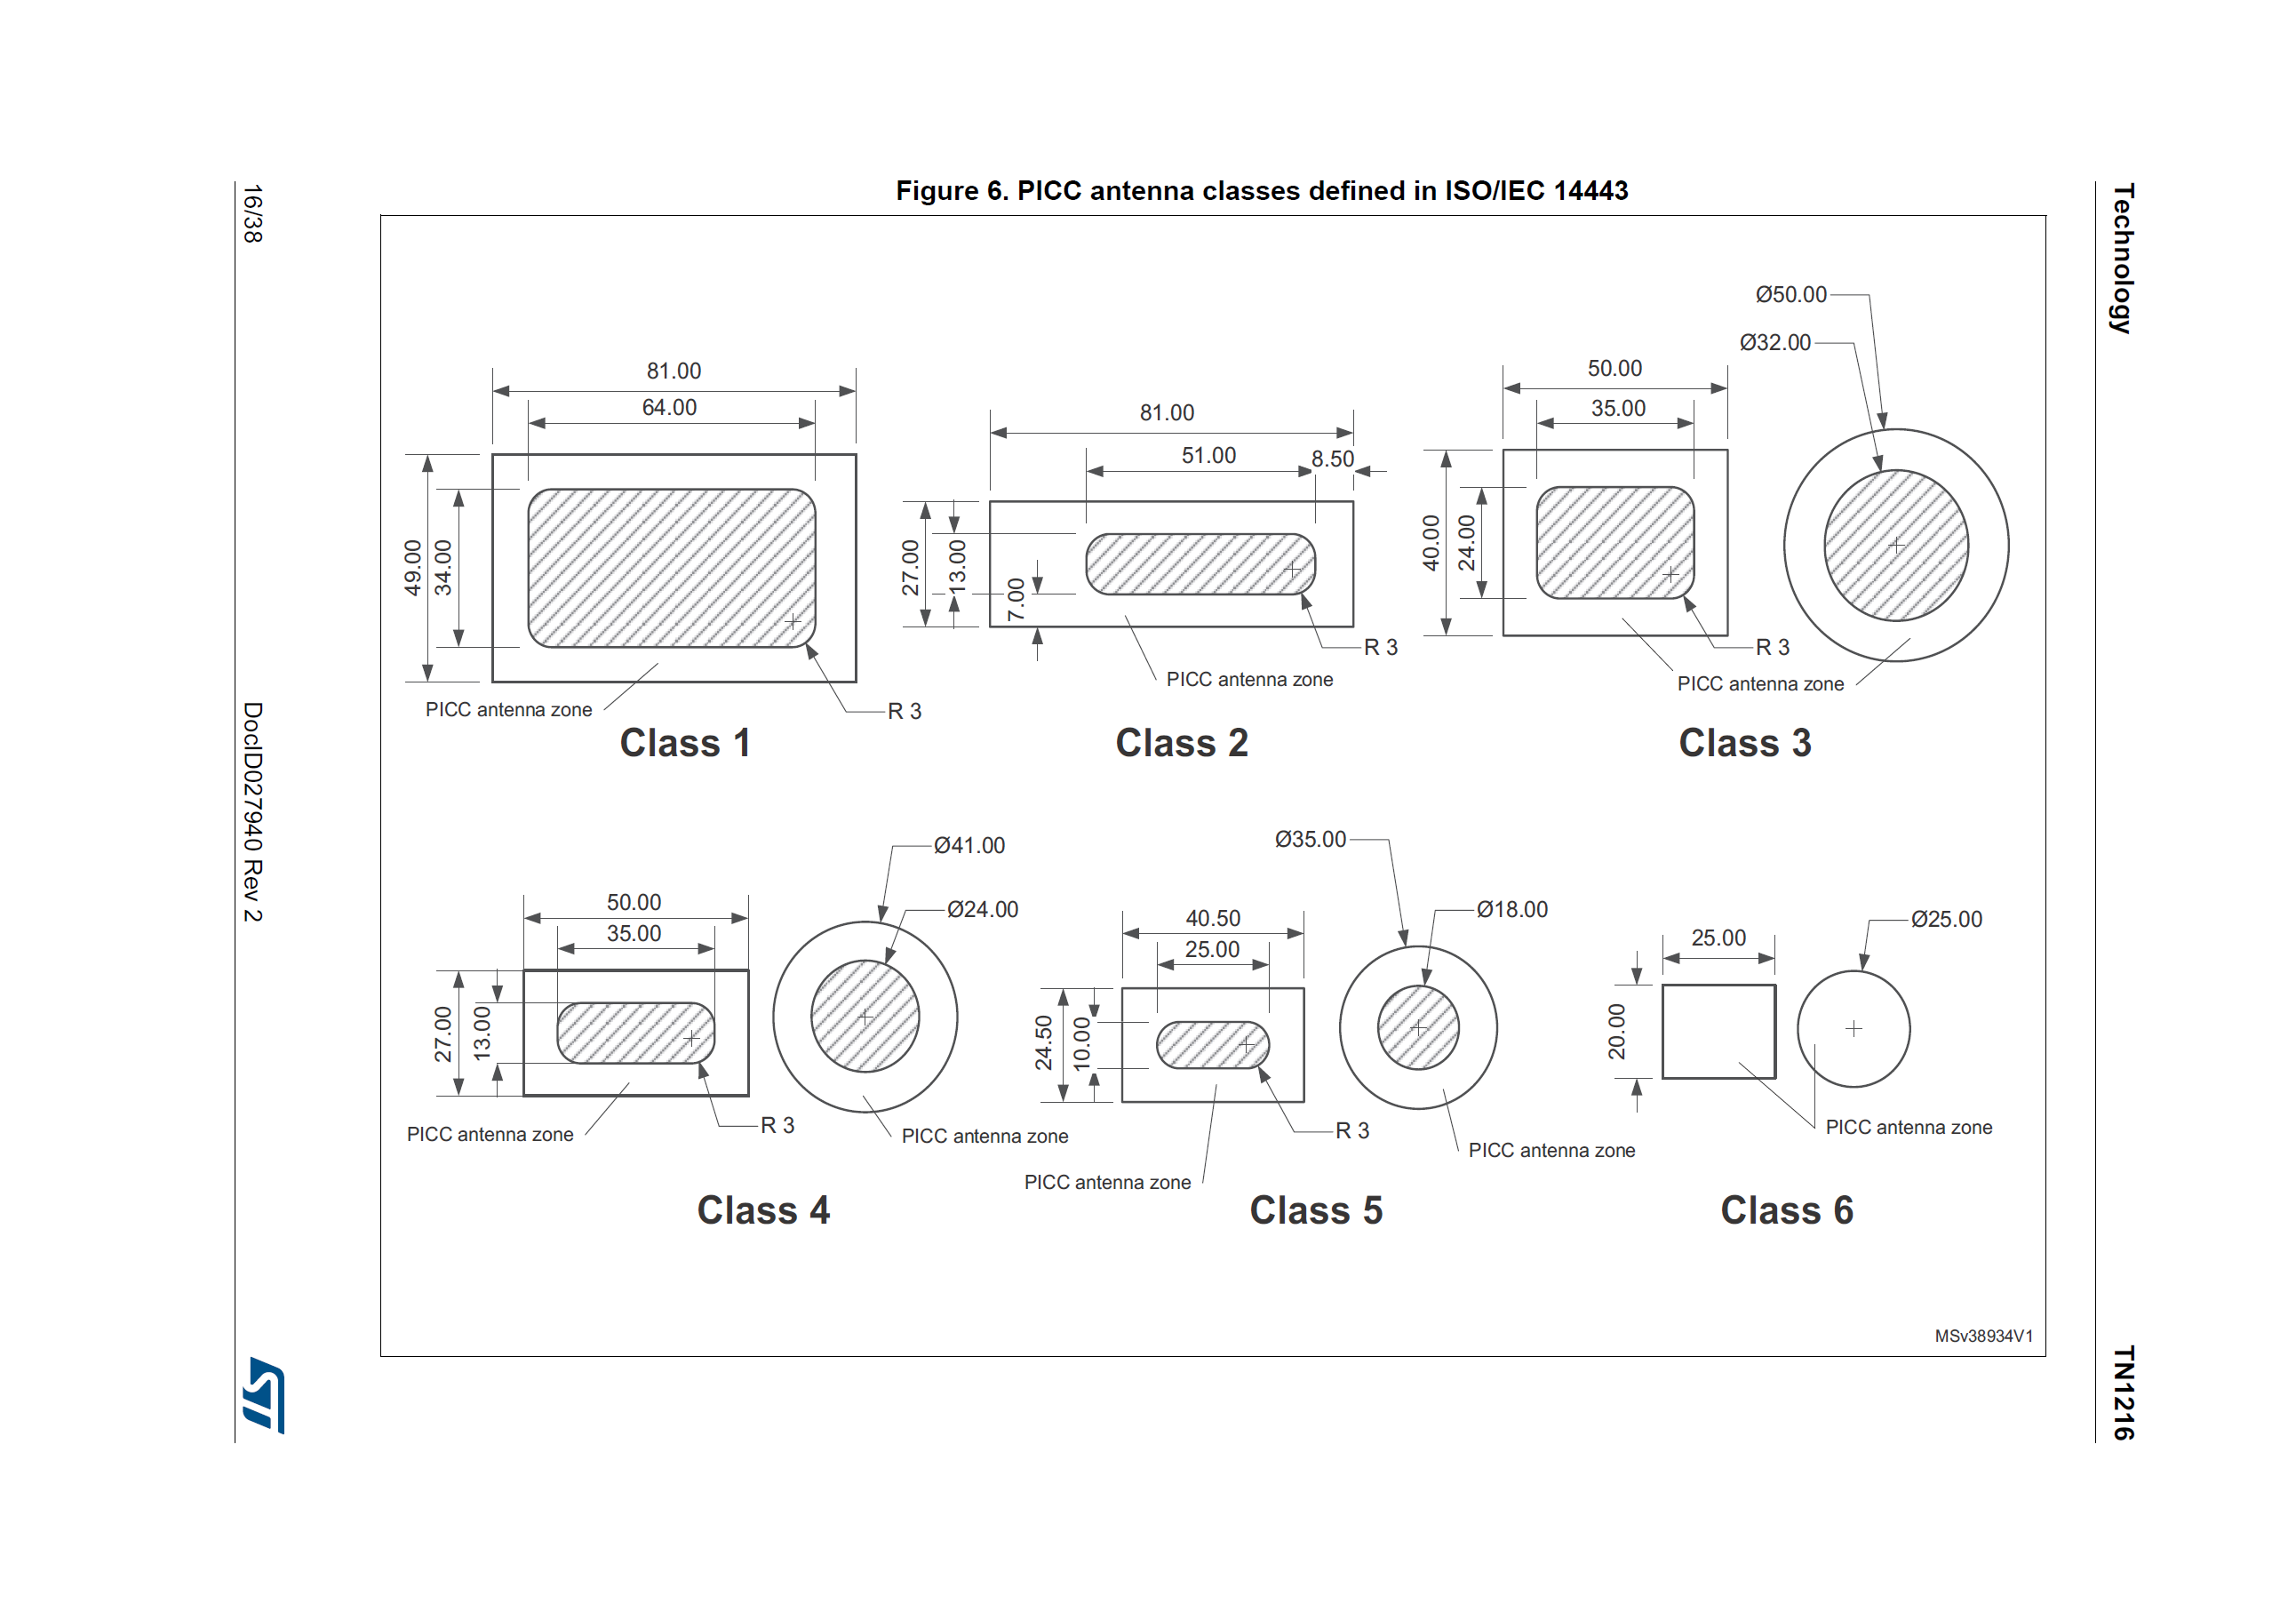 Technology
TN1216
Figure 6. PICC antenna classes defined in ISO/IEC 14443
81.00
64.00
49.00
34.00
PICC antenna zone
R 3
Class 1
81.00
51.00
8.50
27.00
13.00
7.00
R 3
PICC antenna zone
Class 2
Ø50.00
Ø32.00
50.00
35.00
40.00
24.00
R 3
PICC antenna zone
Class 3
Ø41.00
Ø24.00
50.00
35.00
27.00
13.00
R 3
PICC antenna zone
PICC antenna zone
Class 4
Ø35.00
Ø18.00
40.50
25.00
24.50
10.00
R 3
PICC antenna zone
PICC antenna zone
Class 5
Ø25.00
25.00
20.00
PICC antenna zone
Class 6
MSv38934V1
16/38
DocID027940 Rev 2
ST